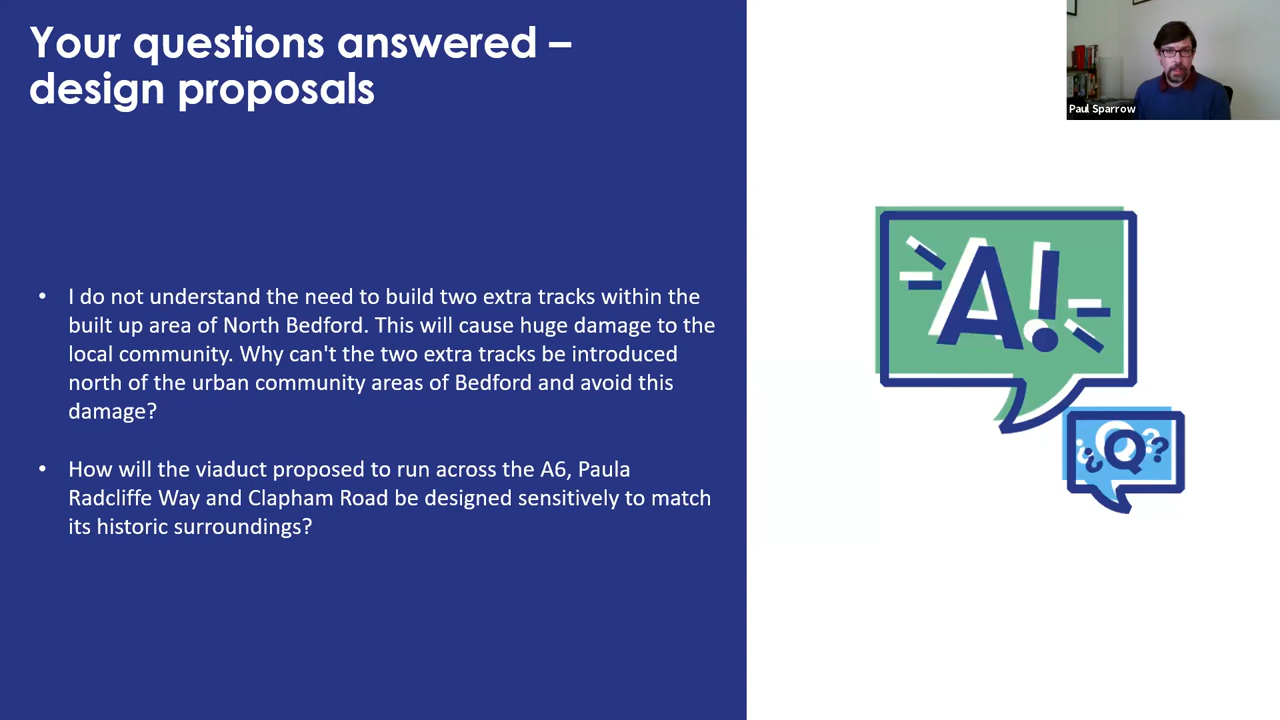 Your questions answered –
design proposals
Paul Sparrow
• I do not understand the need to build two extra tracks within the
built up area of North Bedford. This will cause huge damage to the
local community. Why can't the two extra tracks be introduced
north of the urban community areas of Bedford and avoid this
damage?
• How will the viaduct proposed to run across the A6, Paula
Radcliffe Way and Clapham Road be designed sensitively to match
its historic surroundings?
A!
¿Q?